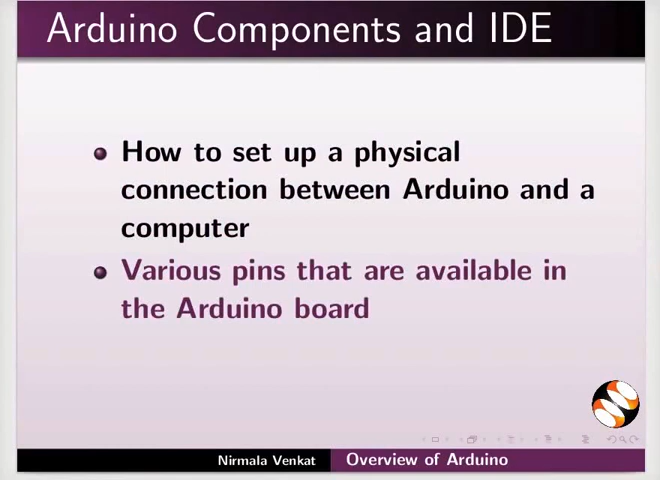 Arduino Components and IDE
How to set up a physical
connection between Arduino and a
computer
Various pins that are available in
the Arduino board
Nirmala Venkat
Overview of Arduino